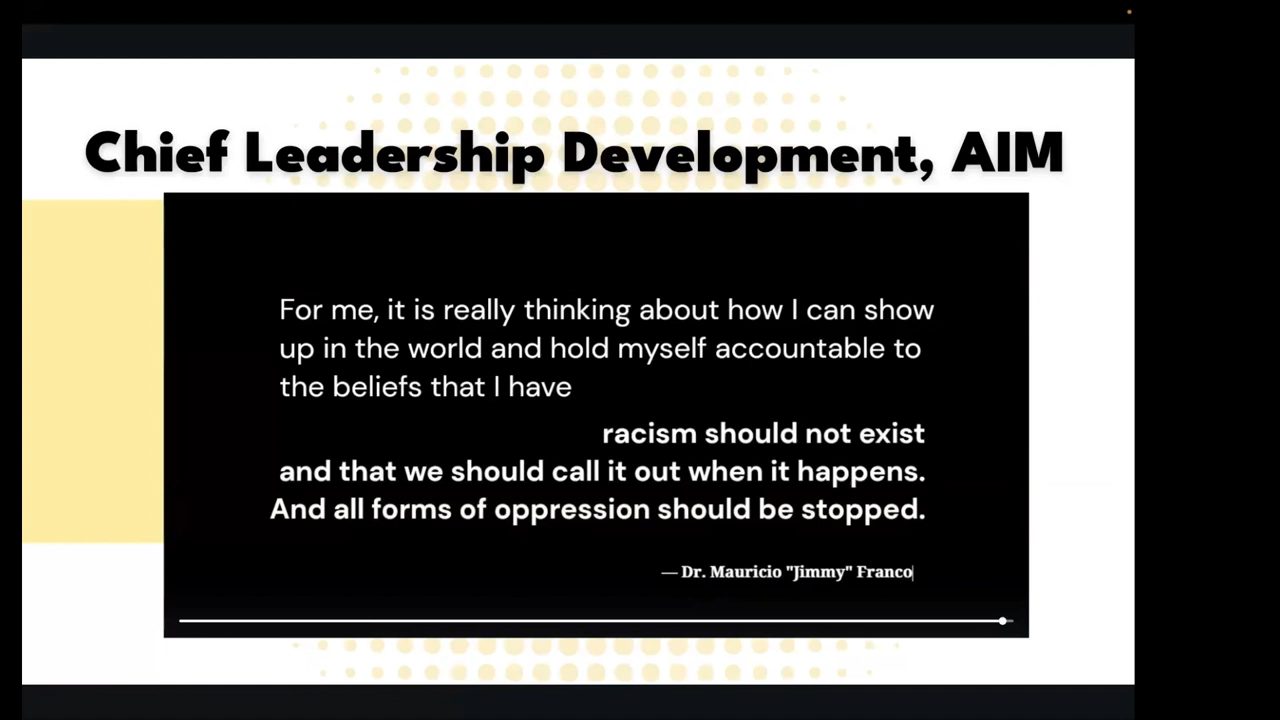 Chief Leadership Development, AIM
For me, it is really thinking about how I can show
up in the world and hold myself accountable to
the beliefs that I have
racism should not exist
and that we should call it out when it happens.
And all forms of oppression should be stopped.
— Dr. Mauricio "Jimmy" Franco